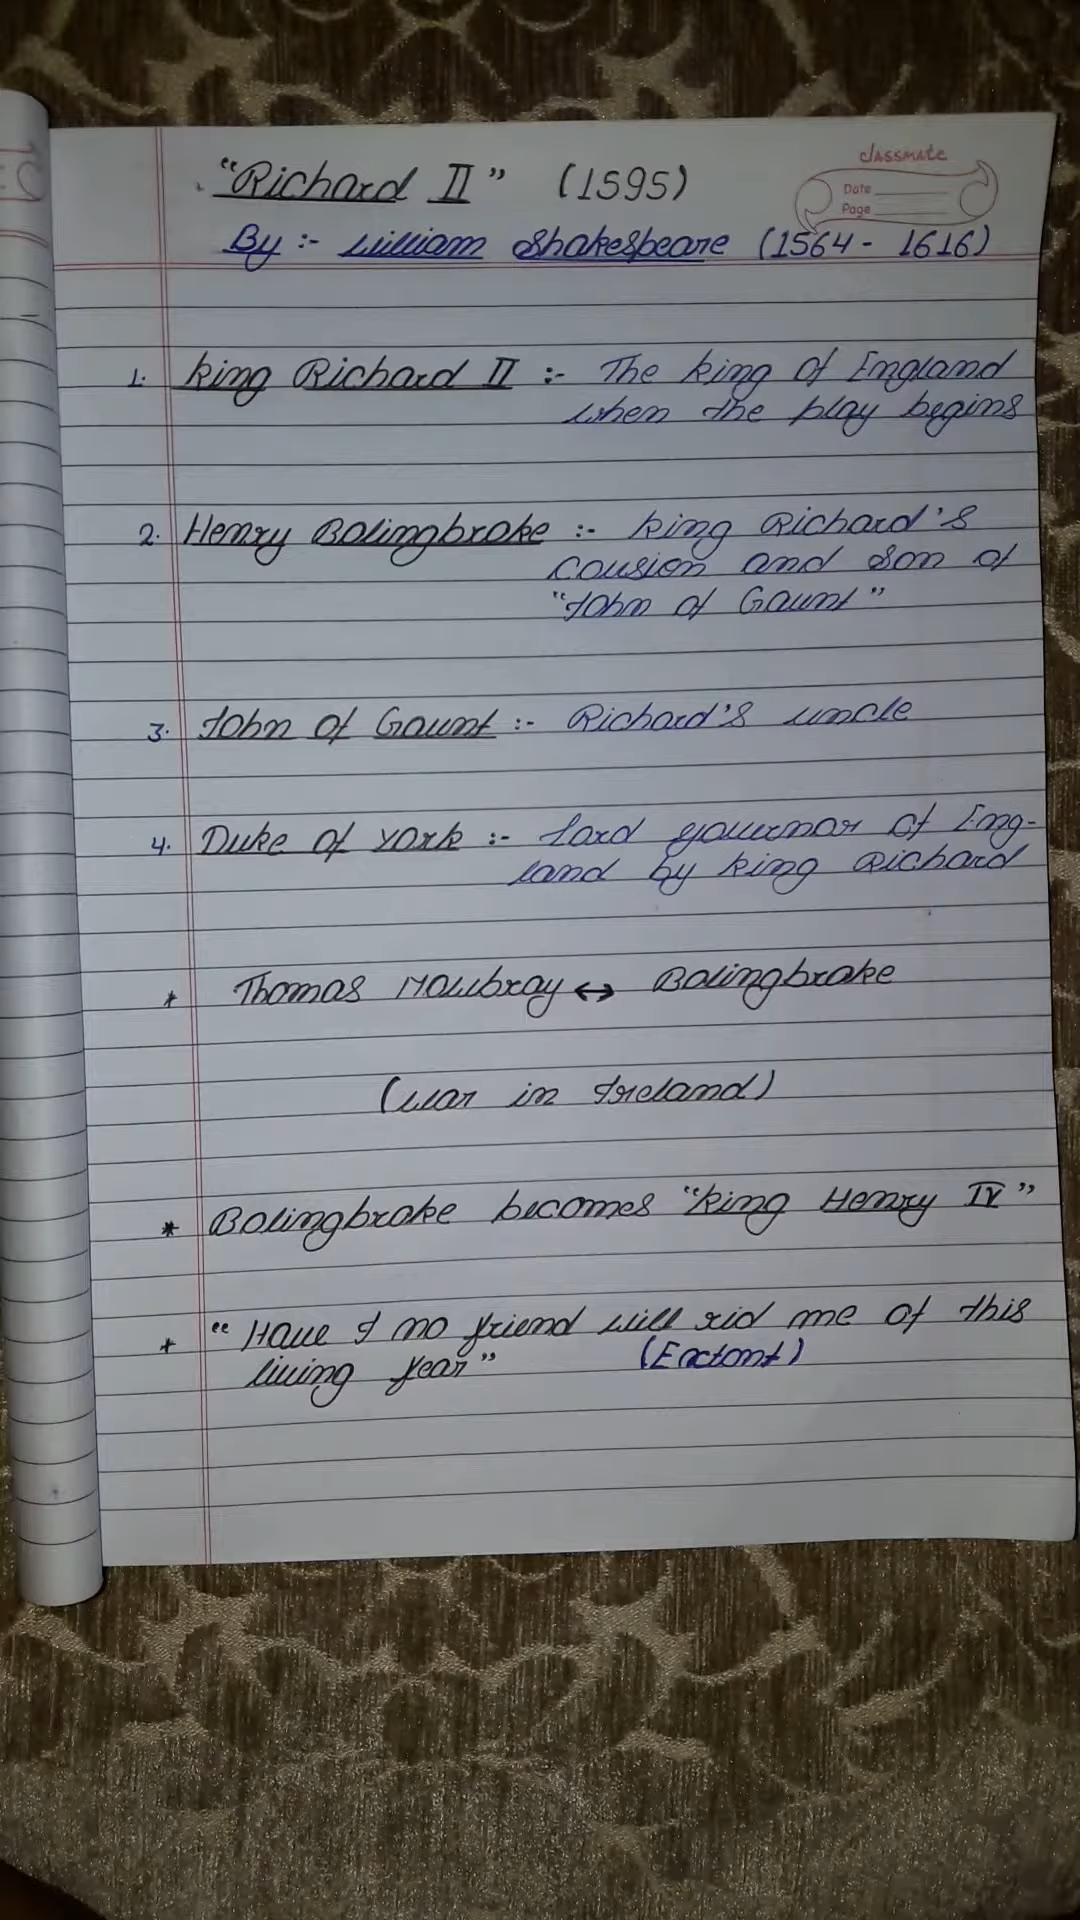 classmate
Date
Page
"Richard II" (1595)
By :- William Shakespeare (1564 - 1616)
1. King Richard II :- The king of England
when the play begins
2. Henry Bolingbroke :- King Richard's
cousion and son of
"John of Gaunt"
3. John of Gaunt :- Richard's uncle
4. Duke of York :- Lord governor of Eng-
land by King Richard
* Thomas Mowbray ↔ Bolingbroke
(war in Ireland)
* Bolingbroke becomes "King Henry IV"
* "Have I no friend will rid me of this
living fear" (Exton)